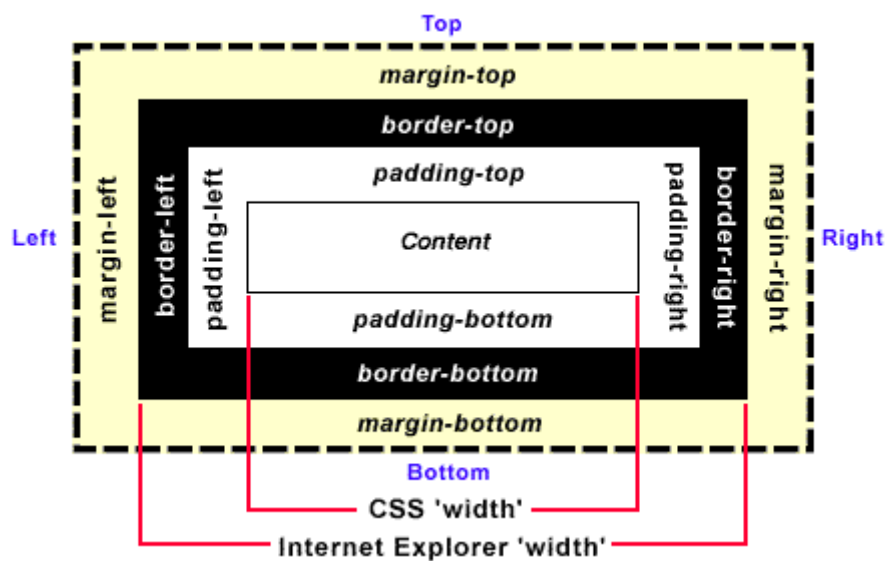 Top
margin-top
border-top
padding-top
Left
margin-left
border-left
padding-left
Content
padding-right
border-right
margin-right
Right
padding-bottom
border-bottom
margin-bottom
Bottom
CSS 'width'
Internet Explorer 'width'